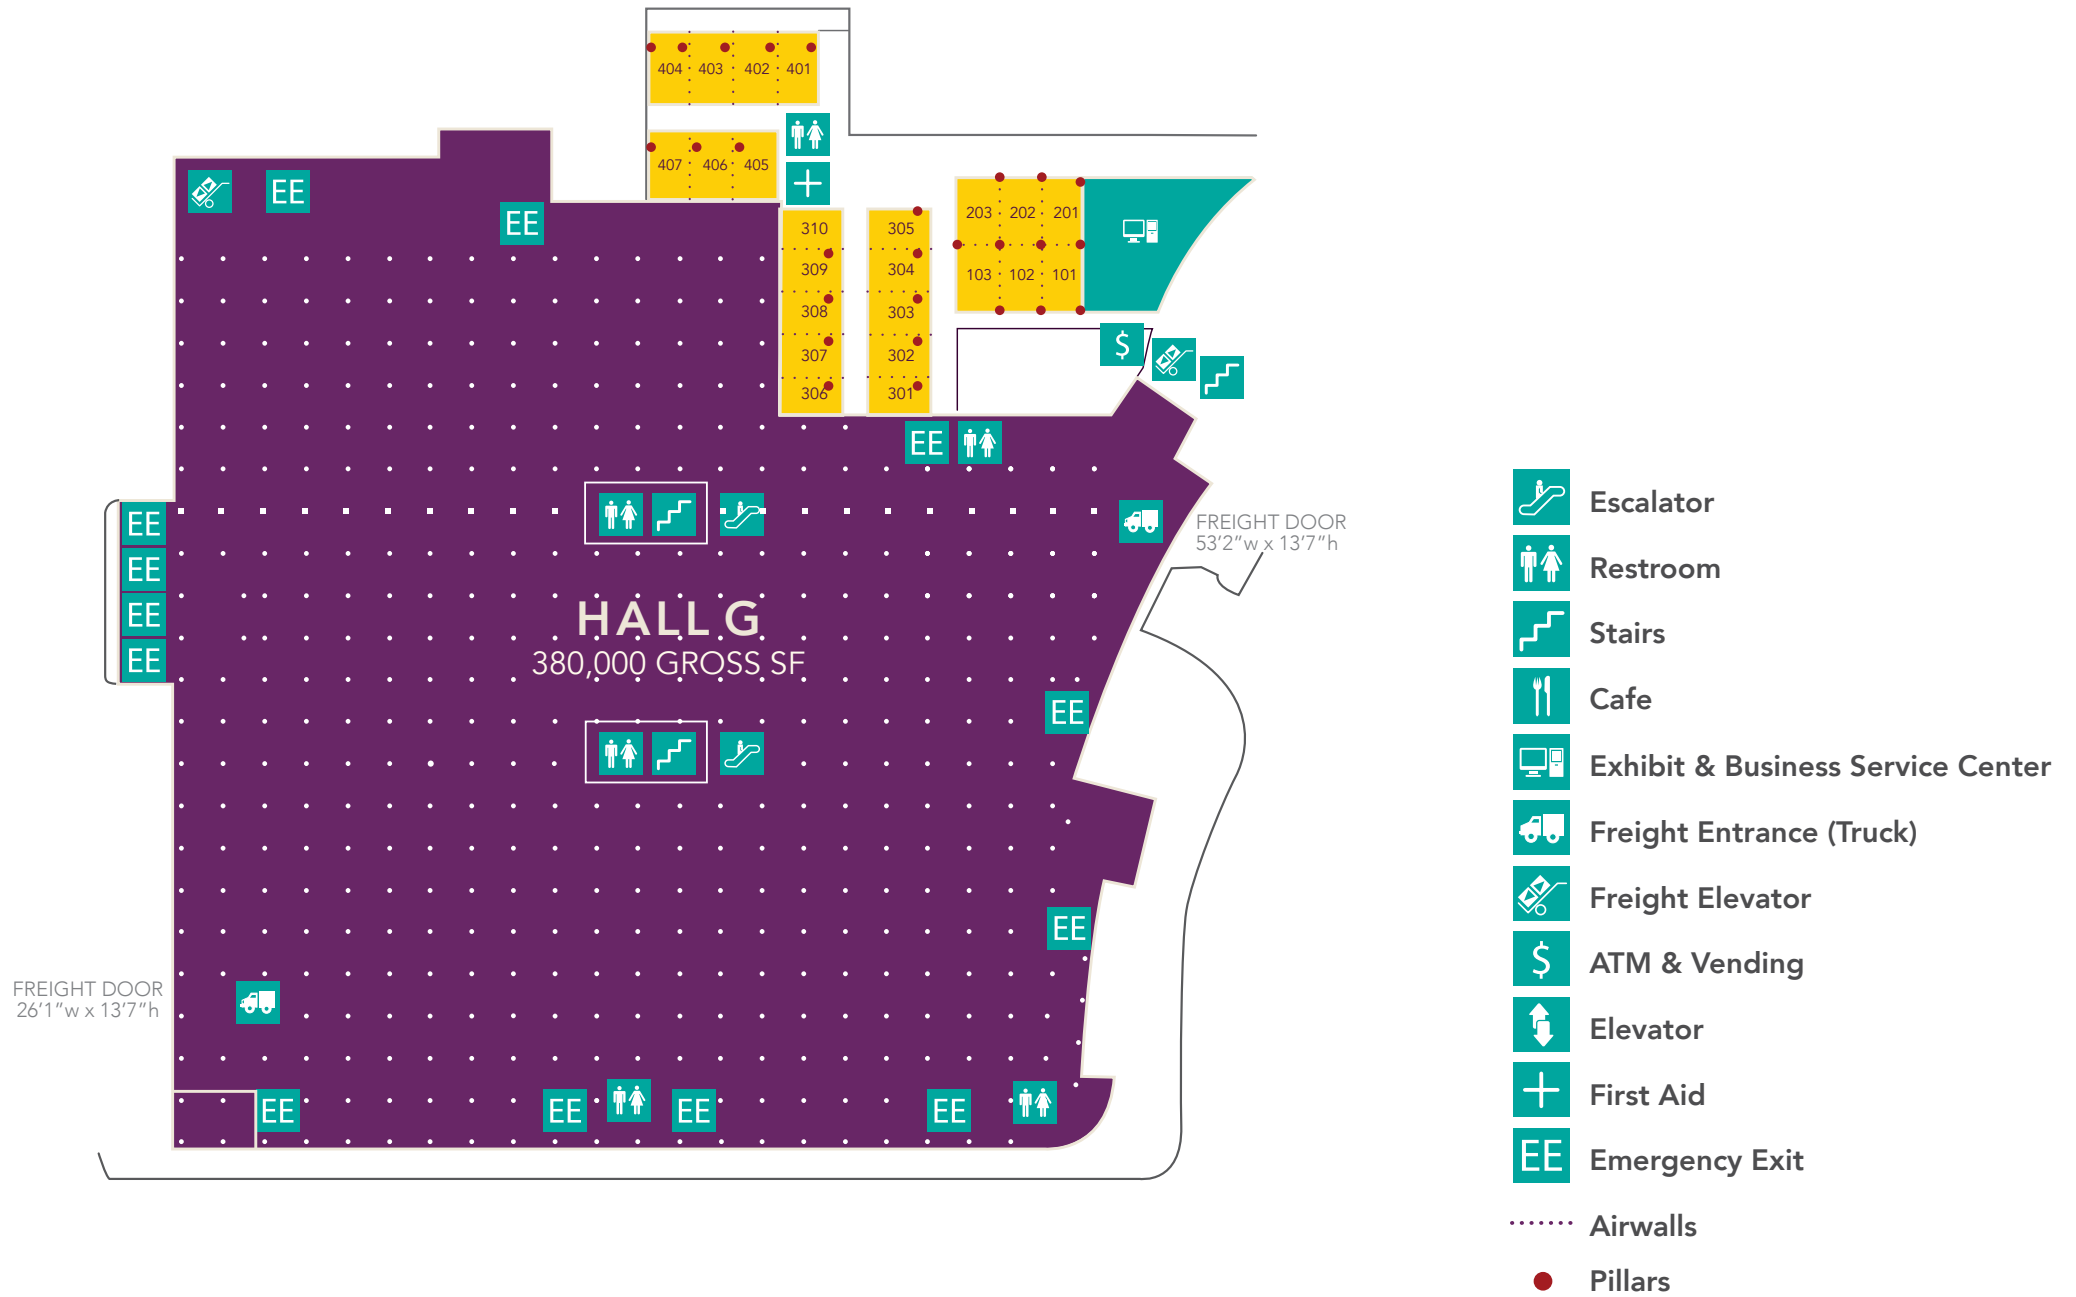 404 403 402 401
407 406 405
310 305
309 304
308 303
307 302
306 301
203 202 201
103 102 101
$
EE
EE
EE
EE
EE
EE
EE
FREIGHT DOOR
53'2"w x 13'7"h
HALL G
380,000 GROSS SF
EE
EE
FREIGHT DOOR
26'1"w x 13'7"h
EE
EE
EE
EE
Escalator
Restroom
Stairs
Cafe
Exhibit & Business Service Center
Freight Entrance (Truck)
Freight Elevator
$ ATM & Vending
Elevator
First Aid
EE Emergency Exit
Airwalls
Pillars